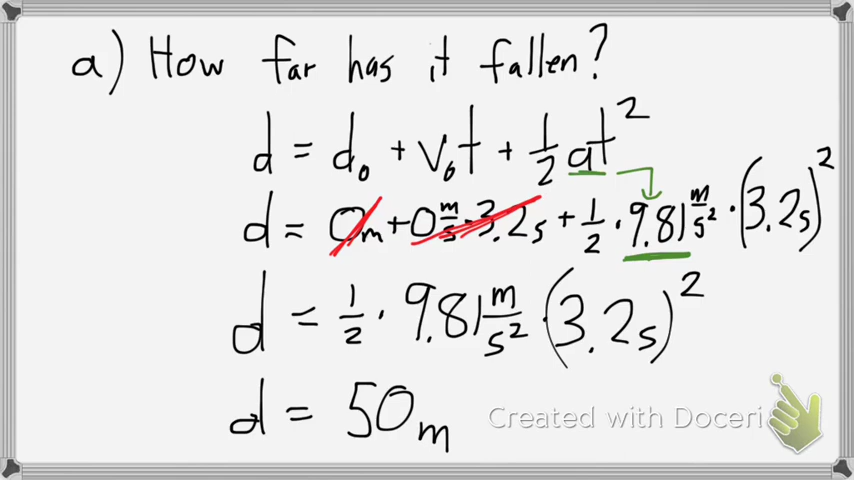 a) How far has it fallen?
d = d₀ + v₀t + ½at²
d = 0m + 0 m/s · 3.2s + ½ · 9.81 m/s² · (3.2s)²
d = ½ · 9.81 m/s² · (3.2s)²
d = 50m
Created with Doceri